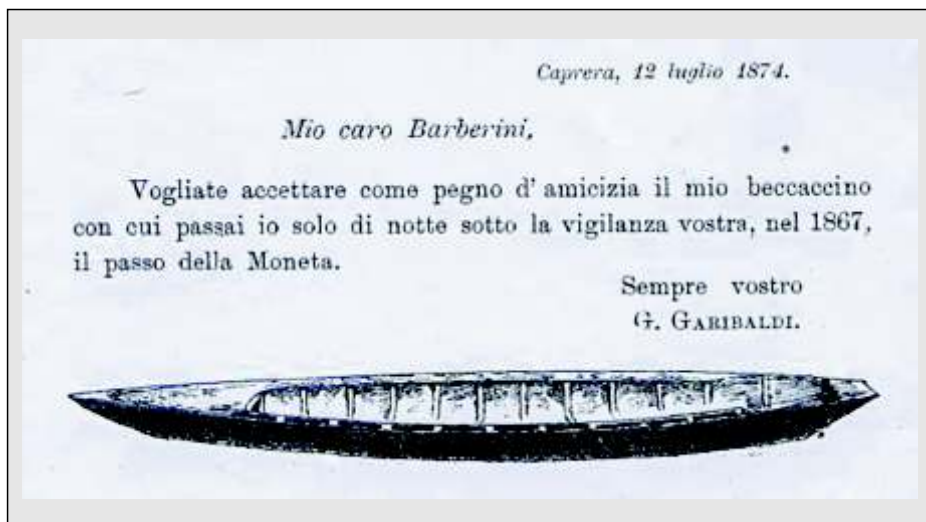 Caprera, 12 luglio 1874.
Mio caro Barberini,
Vogliate accettare come pegno d' amicizia il mio beccaccino
con cui passai io solo di notte sotto la vigilanza vostra, nel 1867,
il passo della Moneta.
Sempre vostro
G. GARIBALDI.